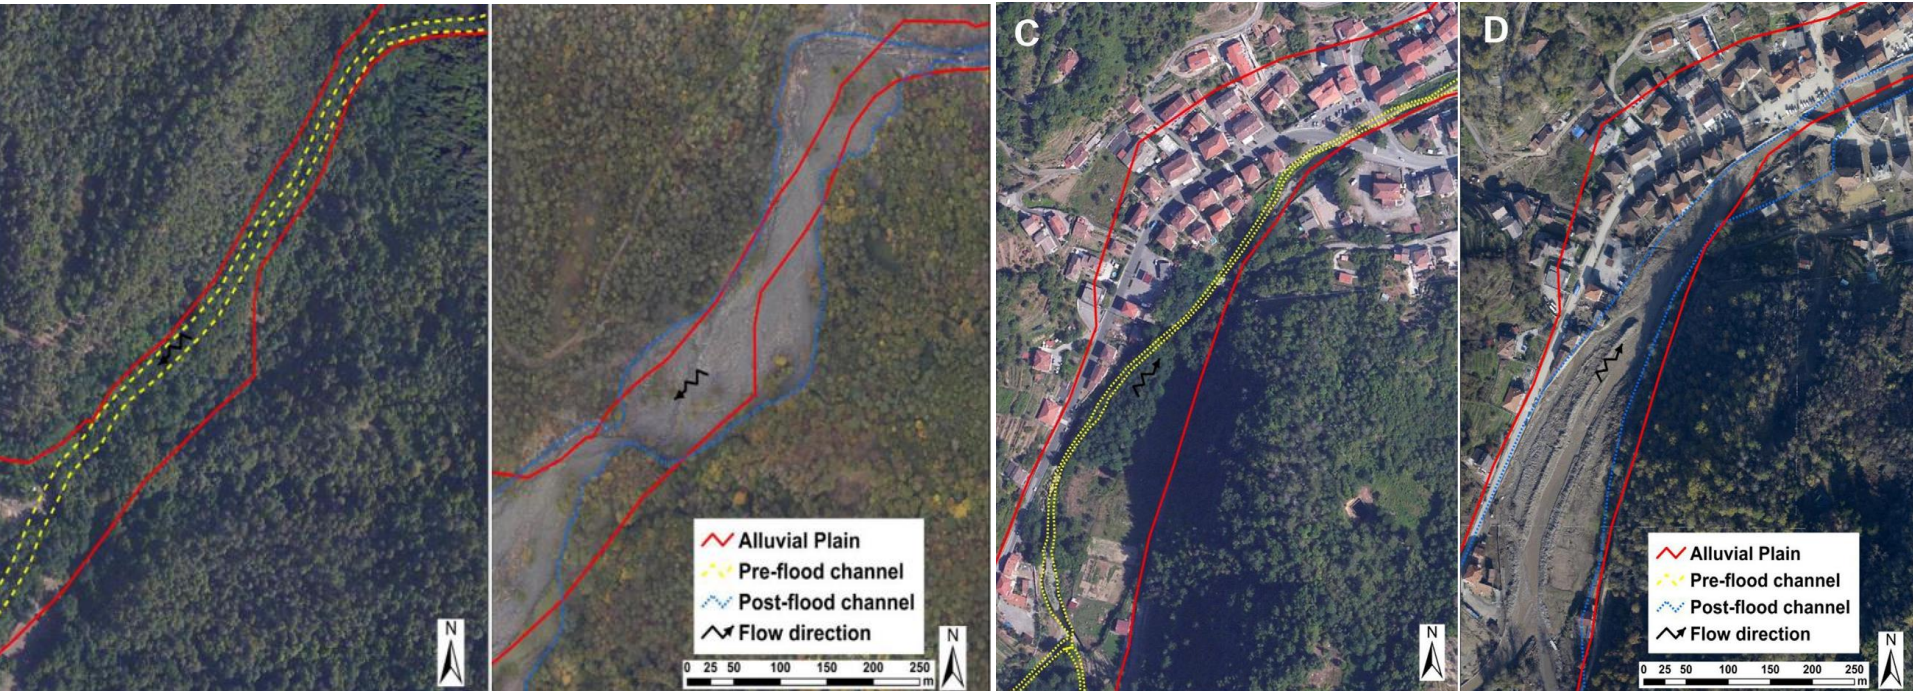 N
Alluvial Plain
Pre-flood channel
Post-flood channel
Flow direction
N
0 25 50 100 150 200 250
m
C
N
D
Alluvial Plain
Pre-flood channel
Post-flood channel
Flow direction
N
0 25 50 100 150 200 250
m